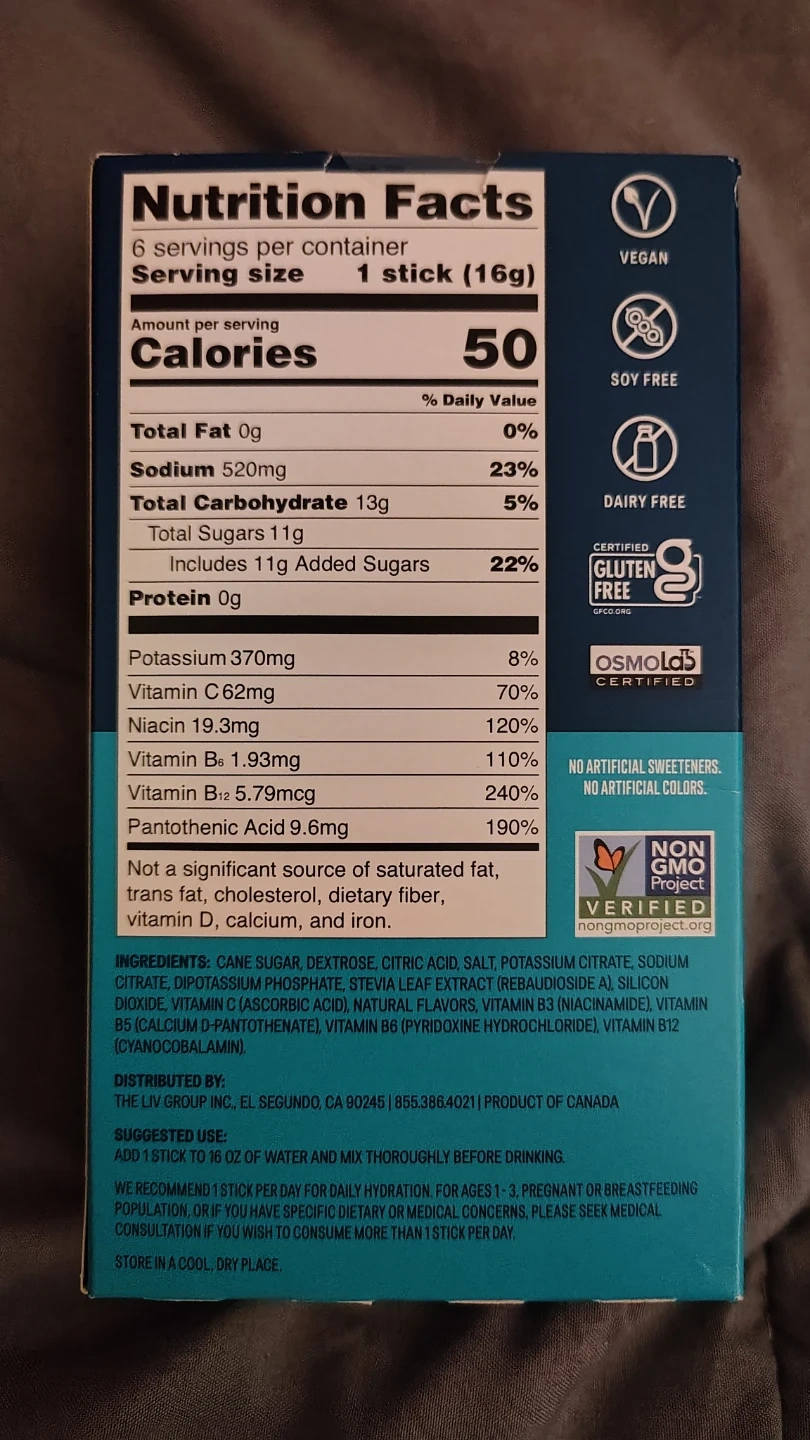 Nutrition Facts
6 servings per container
Serving size 1 stick (16g)
Amount per serving
Calories 50
% Daily Value
Total Fat 0g 0%
Sodium 520mg 23%
Total Carbohydrate 13g 5%
Total Sugars 11g
Includes 11g Added Sugars 22%
Protein 0g
Potassium 370mg 8%
Vitamin C 62mg 70%
Niacin 19.3mg 120%
Vitamin B6 1.93mg 110%
Vitamin B12 5.79mcg 240%
Pantothenic Acid 9.6mg 190%
Not a significant source of saturated fat,
trans fat, cholesterol, dietary fiber,
vitamin D, calcium, and iron.
VEGAN
SOY FREE
DAIRY FREE
CERTIFIED
GLUTEN
FREE
GFCO.ORG
OSMOLab
CERTIFIED
NO ARTIFICIAL SWEETENERS.
NO ARTIFICIAL COLORS.
NON
GMO
Project
VERIFIED
nongmoproject.org
INGREDIENTS: CANE SUGAR, DEXTROSE, CITRIC ACID, SALT, POTASSIUM CITRATE, SODIUM
CITRATE, DIPOTASSIUM PHOSPHATE, STEVIA LEAF EXTRACT (REBAUDIOSIDE A), SILICON
DIOXIDE, VITAMIN C (ASCORBIC ACID), NATURAL FLAVORS, VITAMIN B3 (NIACINAMIDE), VITAMIN
B5 (CALCIUM D-PANTOTHENATE), VITAMIN B6 (PYRIDOXINE HYDROCHLORIDE), VITAMIN B12
(CYANOCOBALAMIN).
DISTRIBUTED BY:
THE LIV GROUP INC., EL SEGUNDO, CA 90245 | 855.386.4021 | PRODUCT OF CANADA
SUGGESTED USE:
ADD 1 STICK TO 16 OZ OF WATER AND MIX THOROUGHLY BEFORE DRINKING.
WE RECOMMEND 1 STICK PER DAY FOR DAILY HYDRATION. FOR AGES 1 - 3, PREGNANT OR BREASTFEEDING
POPULATION, OR IF YOU HAVE SPECIFIC DIETARY OR MEDICAL CONCERNS, PLEASE SEEK MEDICAL
CONSULTATION IF YOU WISH TO CONSUME MORE THAN 1 STICK PER DAY.
STORE IN A COOL, DRY PLACE.